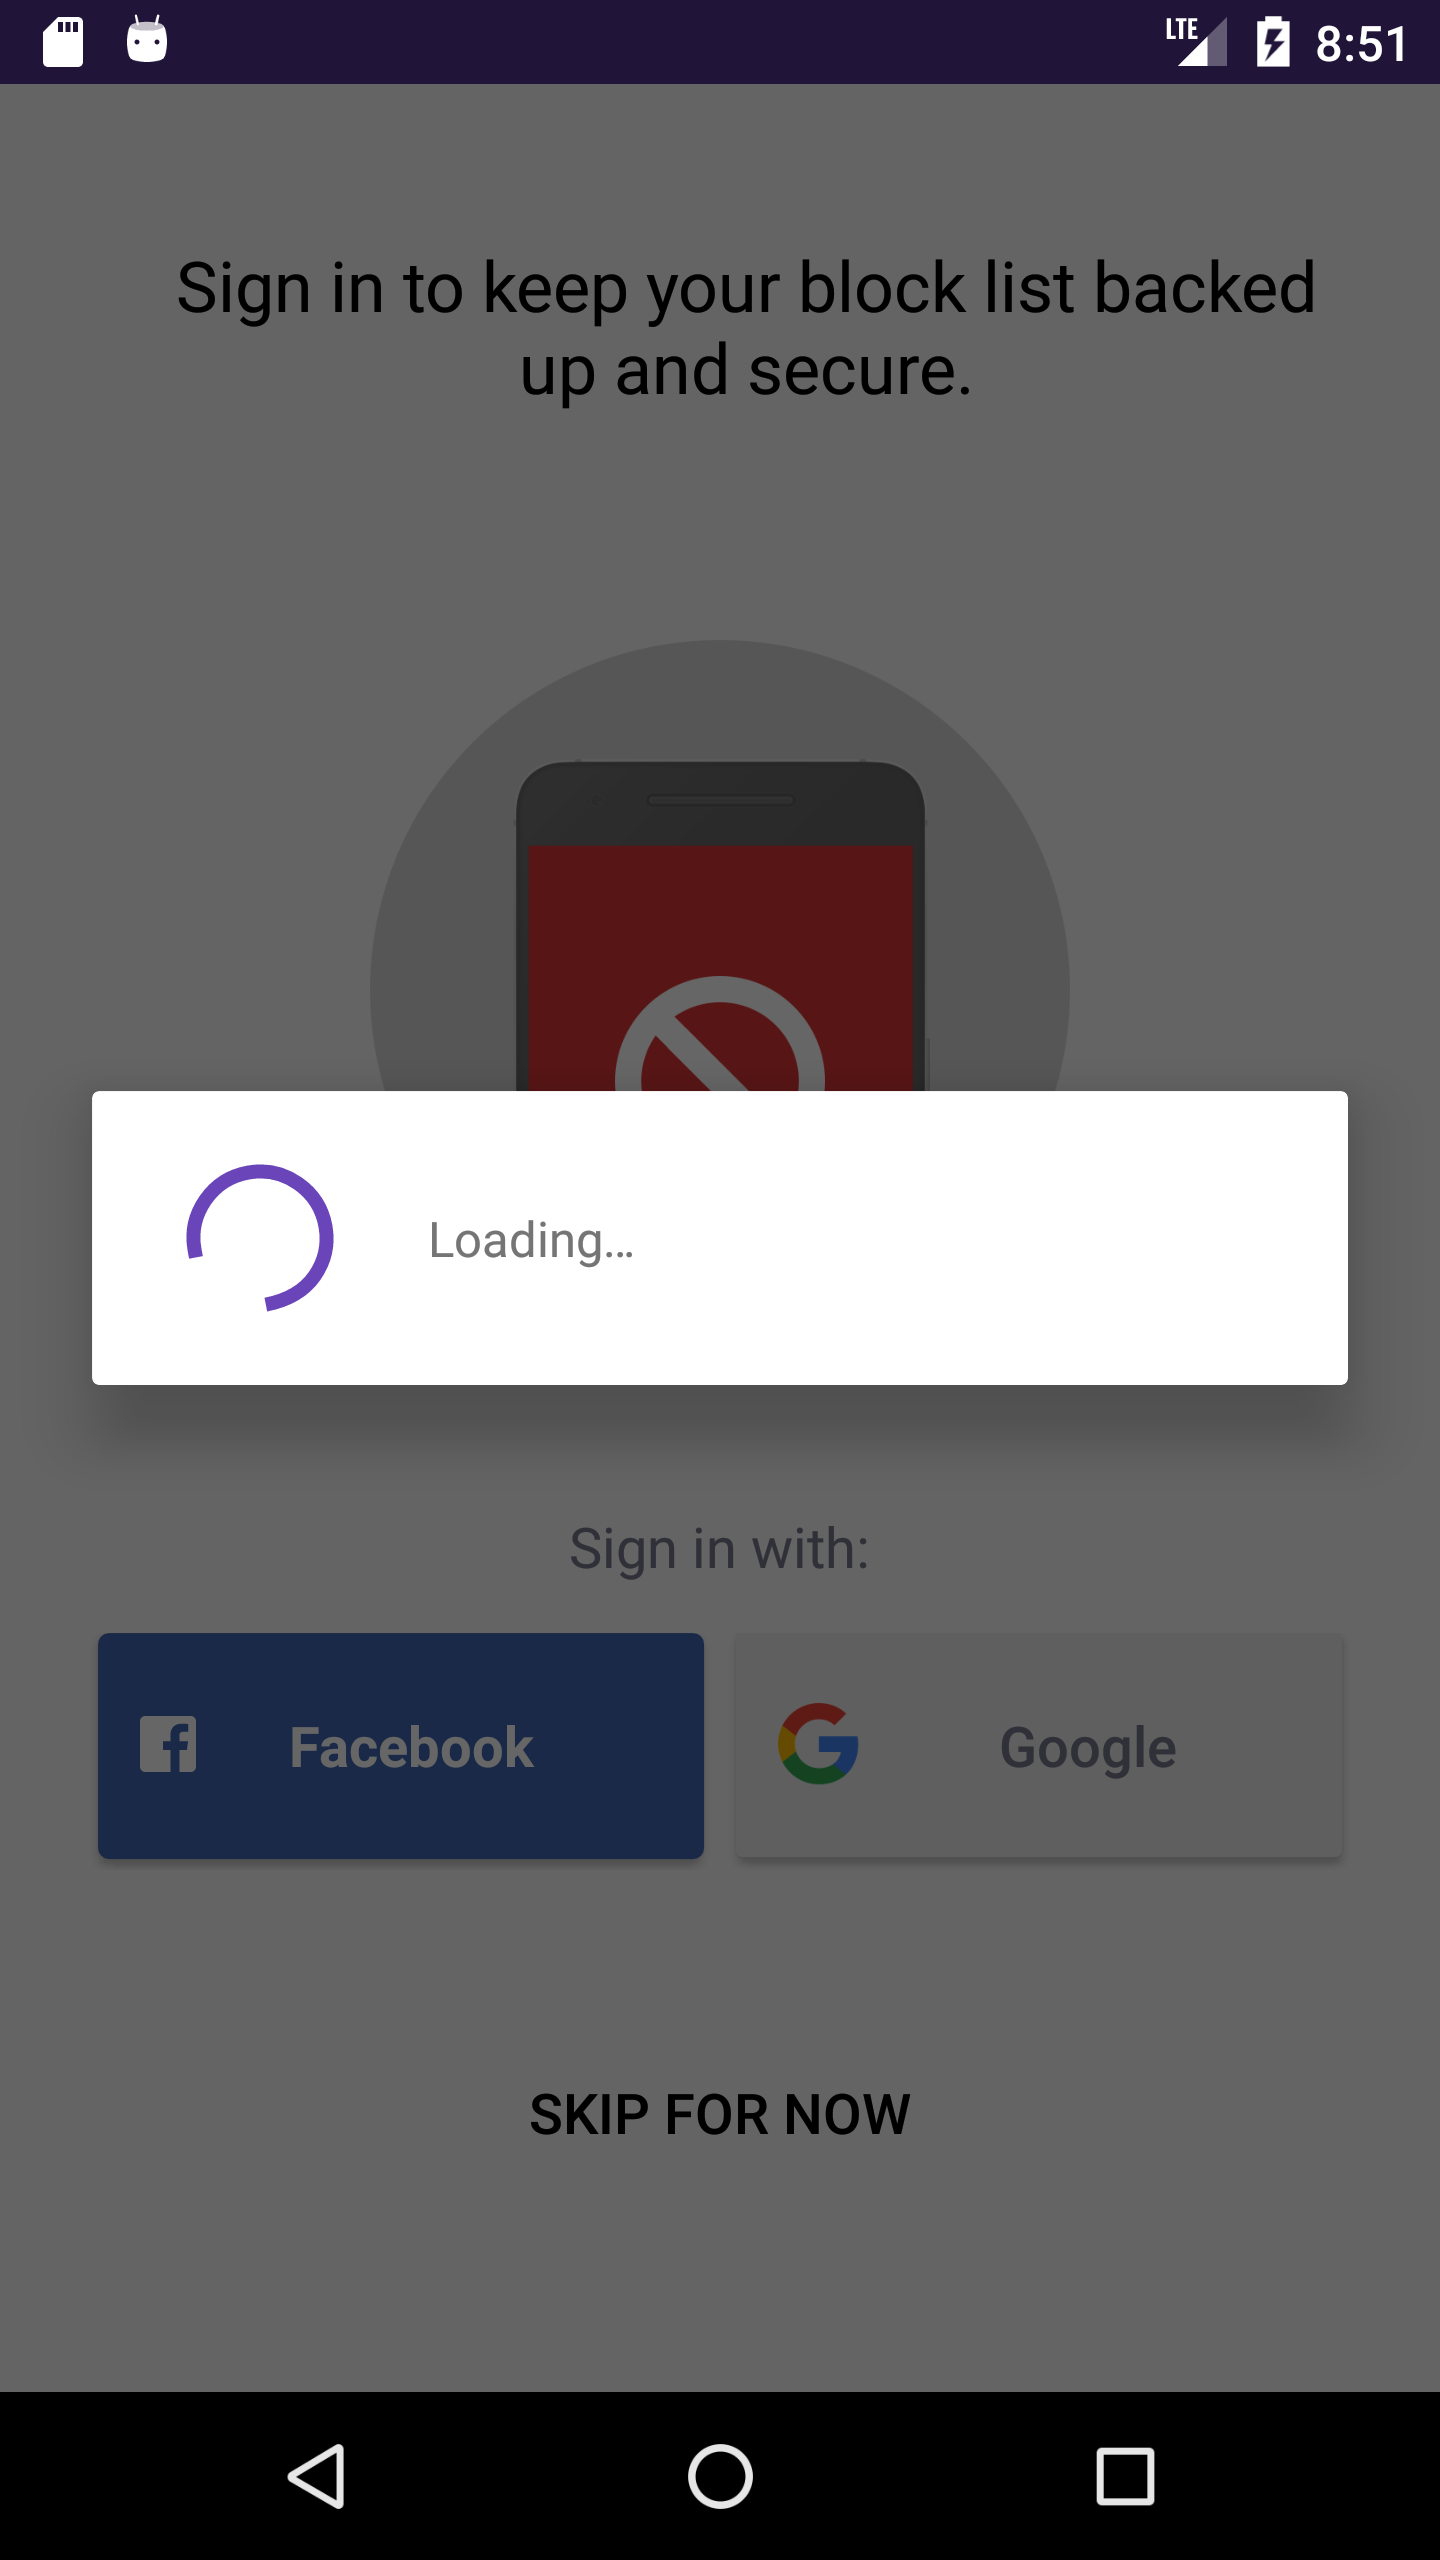 LTE 8:51
Sign in to keep your block list backed
up and secure.
Loading…
Sign in with:
Facebook Google
SKIP FOR NOW